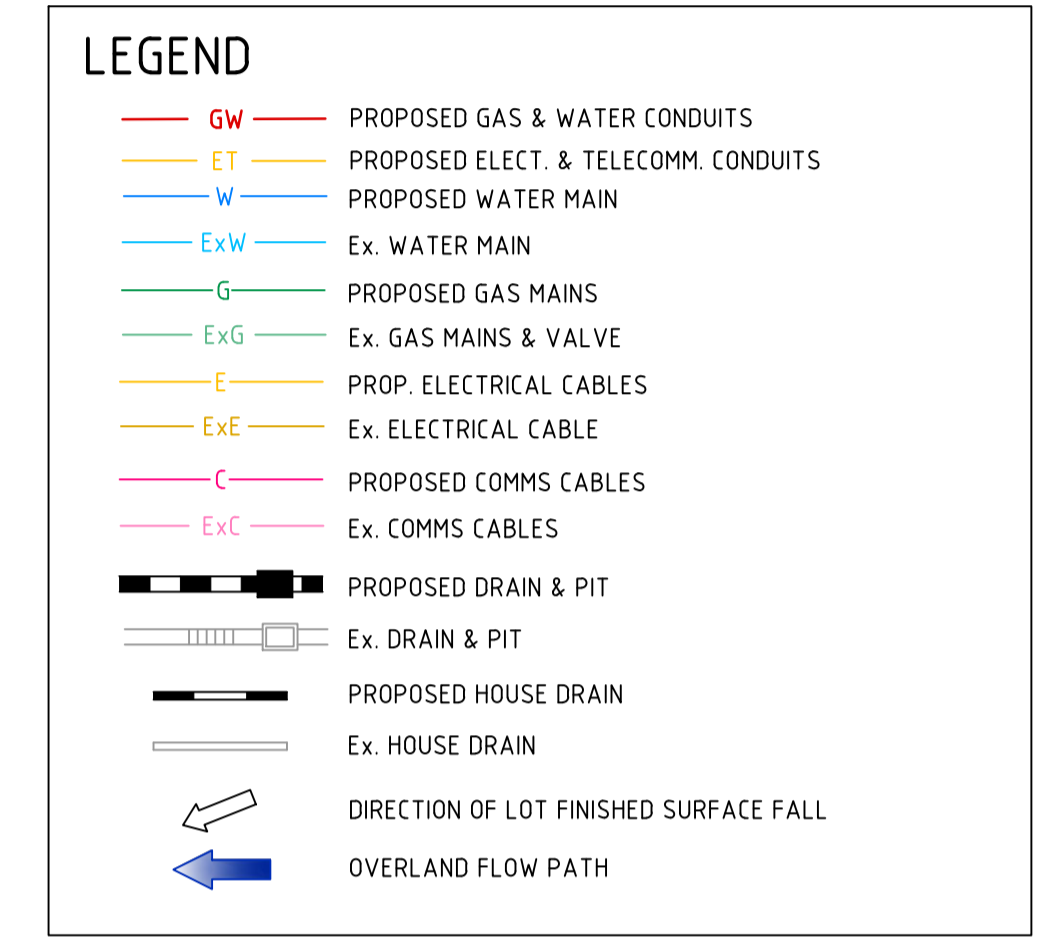 LEGEND
GW PROPOSED GAS & WATER CONDUITS
ET PROPOSED ELECT. & TELECOMM. CONDUITS
W PROPOSED WATER MAIN
ExW Ex. WATER MAIN
G PROPOSED GAS MAINS
ExG Ex. GAS MAINS & VALVE
E PROP. ELECTRICAL CABLES
ExE Ex. ELECTRICAL CABLE
C PROPOSED COMMS CABLES
ExC Ex. COMMS CABLES
PROPOSED DRAIN & PIT
Ex. DRAIN & PIT
PROPOSED HOUSE DRAIN
Ex. HOUSE DRAIN
DIRECTION OF LOT FINISHED SURFACE FALL
OVERLAND FLOW PATH